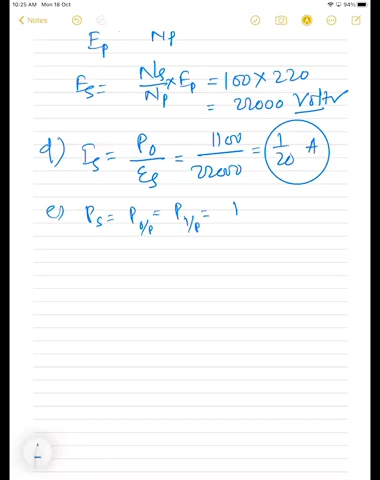 10:25 AM Mon 18 Oct 94%
Notes
Ep Np
Es = Ns/Np × Ep = 100 × 220
= 22000 Volts
d) Is = Po/Es = 1100/22000 = 1/20 A
e) Ps = Po/p = PI/p = 1